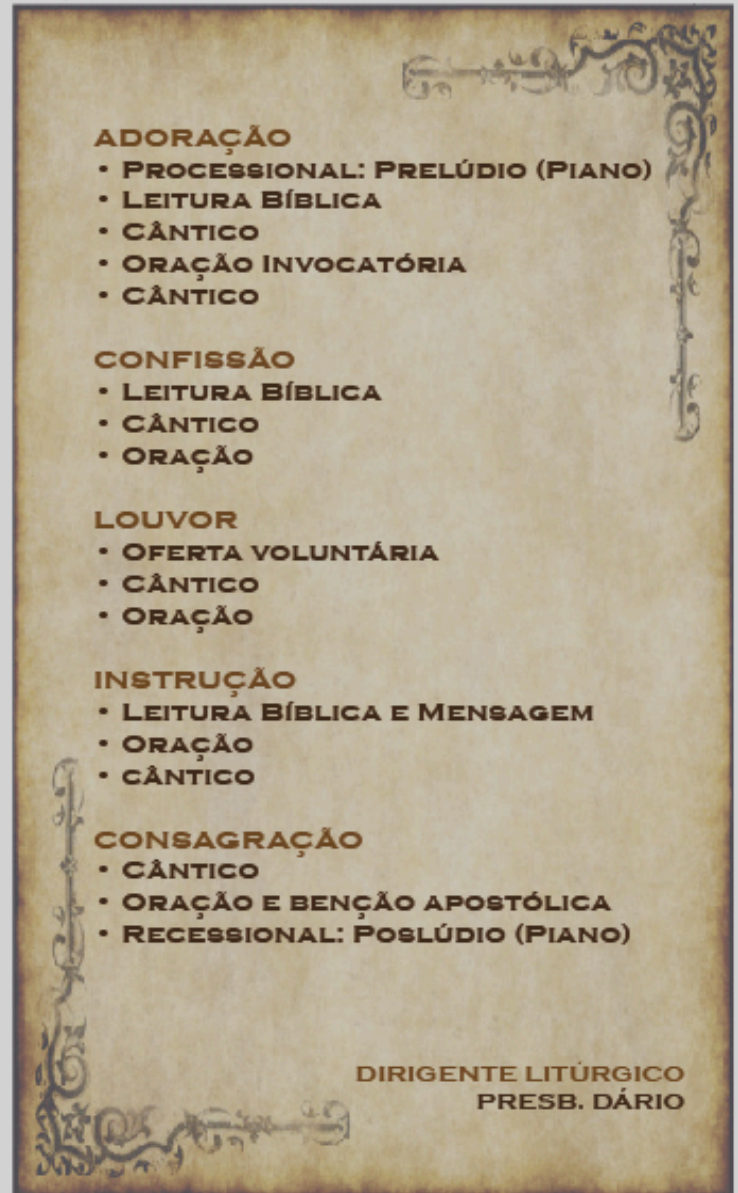 ADORAÇÃO
• PROCESSIONAL: PRELÚDIO (PIANO)
• LEITURA BÍBLICA
• CÂNTICO
• ORAÇÃO INVOCATÓRIA
• CÂNTICO
CONFISSÃO
• LEITURA BÍBLICA
• CÂNTICO
• ORAÇÃO
LOUVOR
• OFERTA VOLUNTÁRIA
• CÂNTICO
• ORAÇÃO
INSTRUÇÃO
• LEITURA BÍBLICA E MENSAGEM
• ORAÇÃO
• CÂNTICO
CONSAGRAÇÃO
• CÂNTICO
• ORAÇÃO E BENÇÃO APOSTÓLICA
• RECESSIONAL: POSLÚDIO (PIANO)
DIRIGENTE LITÚRGICO
PRESB. DÁRIO